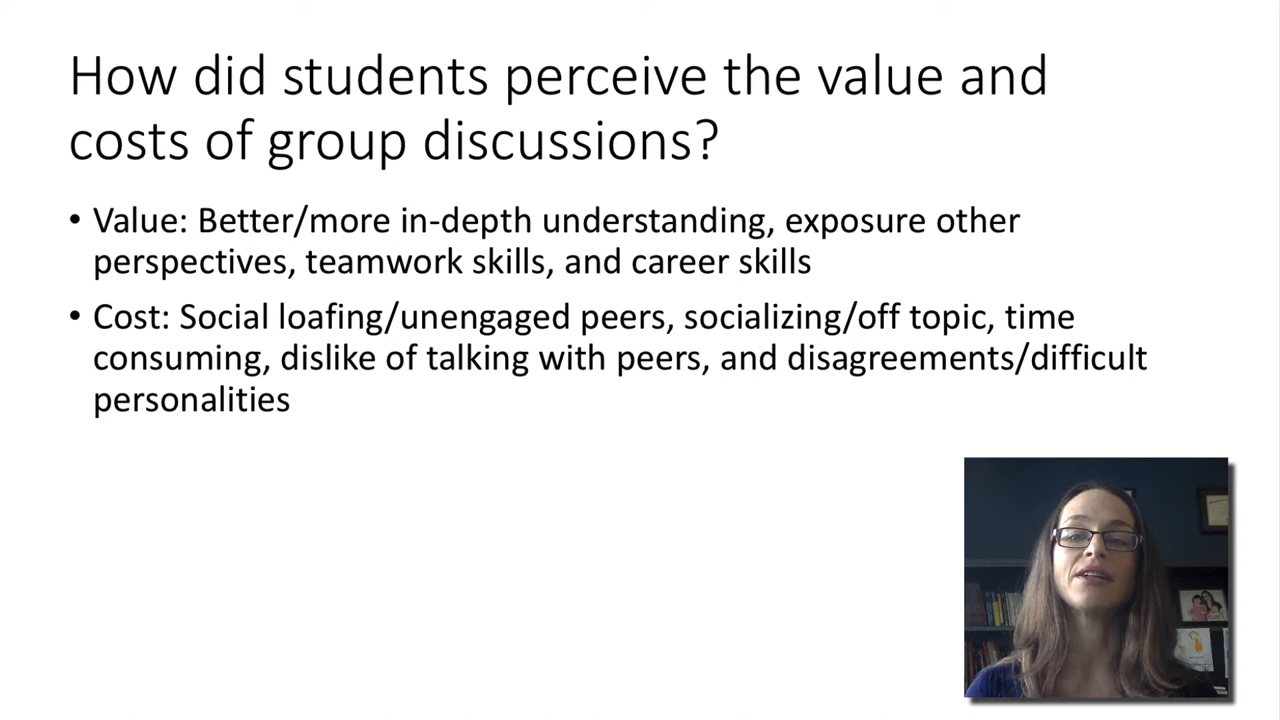 How did students perceive the value and
costs of group discussions?
• Value: Better/more in-depth understanding, exposure other
perspectives, teamwork skills, and career skills
• Cost: Social loafing/unengaged peers, socializing/off topic, time
consuming, dislike of talking with peers, and disagreements/difficult
personalities